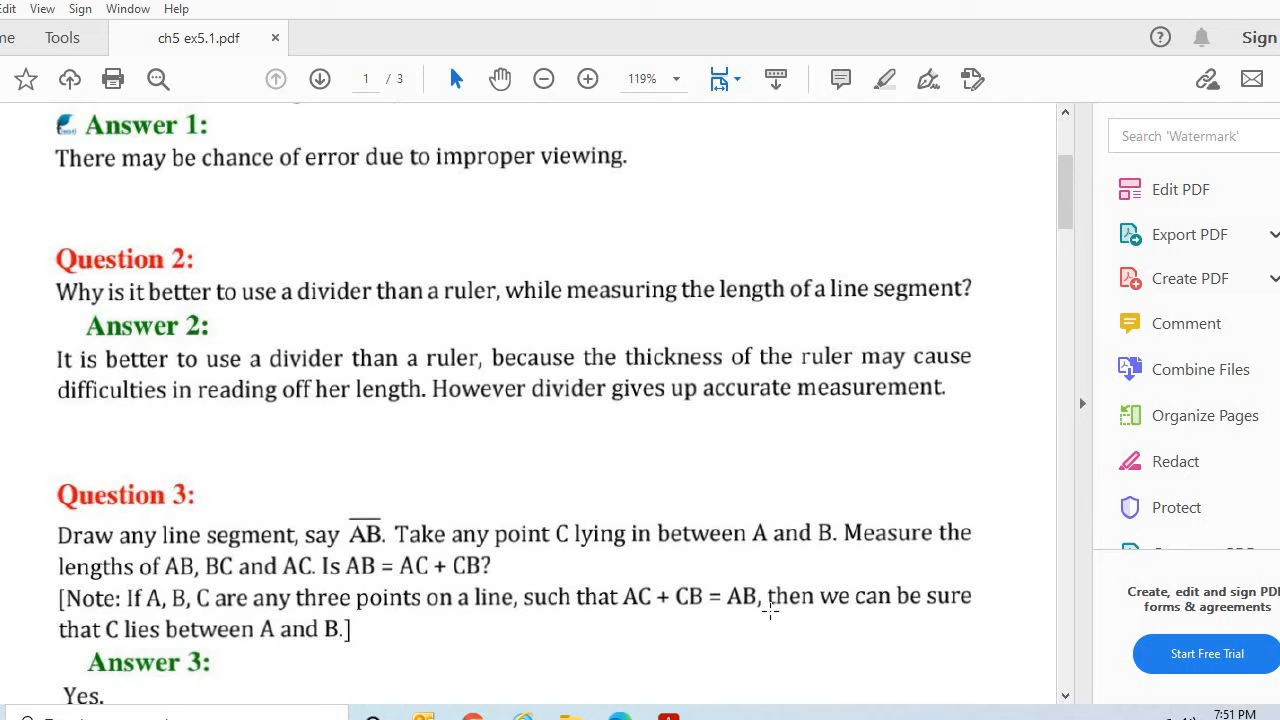 Edit View Sign Window Help
me Tools ch5 ex5.1.pdf × Sign
1 / 3 119%
Answer 1:
There may be chance of error due to improper viewing.
Question 2:
Why is it better to use a divider than a ruler, while measuring the length of a line segment?
Answer 2:
It is better to use a divider than a ruler, because the thickness of the ruler may cause
difficulties in reading off her length. However divider gives up accurate measurement.
Question 3:
Draw any line segment, say A̅B̅. Take any point C lying in between A and B. Measure the
lengths of AB, BC and AC. Is AB = AC + CB?
[Note: If A, B, C are any three points on a line, such that AC + CB = AB, then we can be sure
that C lies between A and B.]
Answer 3:
Yes.
Search 'Watermark'
Edit PDF
Export PDF
Create PDF
Comment
Combine Files
Organize Pages
Redact
Protect
Create, edit and sign PD
forms & agreements
Start Free Trial
7:51 PM